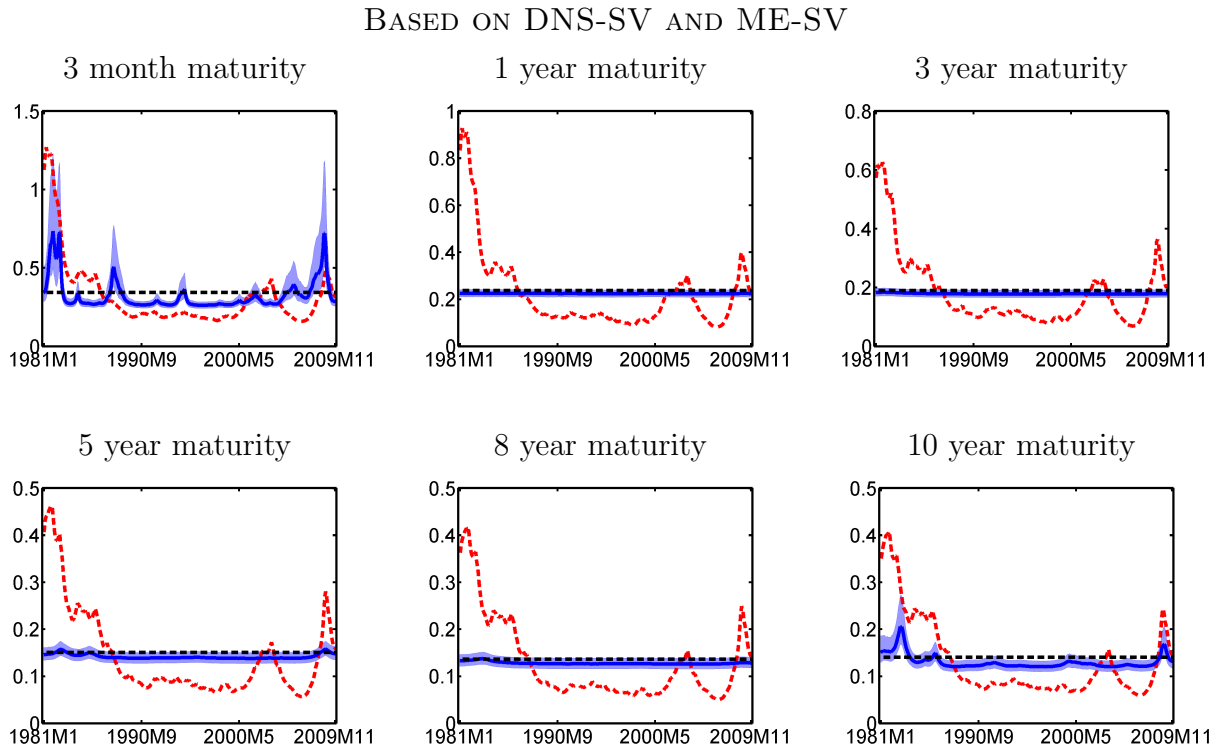 BASED ON DNS-SV AND ME-SV
3 month maturity
1.5
1
0.5
0
1981M1 1990M9 2000M5 2009M11
1 year maturity
1
0.8
0.6
0.4
0.2
0
1981M1 1990M9 2000M5 2009M11
3 year maturity
0.8
0.6
0.4
0.2
0
1981M1 1990M9 2000M5 2009M11
5 year maturity
0.5
0.4
0.3
0.2
0.1
0
1981M1 1990M9 2000M5 2009M11
8 year maturity
0.5
0.4
0.3
0.2
0.1
0
1981M1 1990M9 2000M5 2009M11
10 year maturity
0.5
0.4
0.3
0.2
0.1
0
1981M1 1990M9 2000M5 2009M11